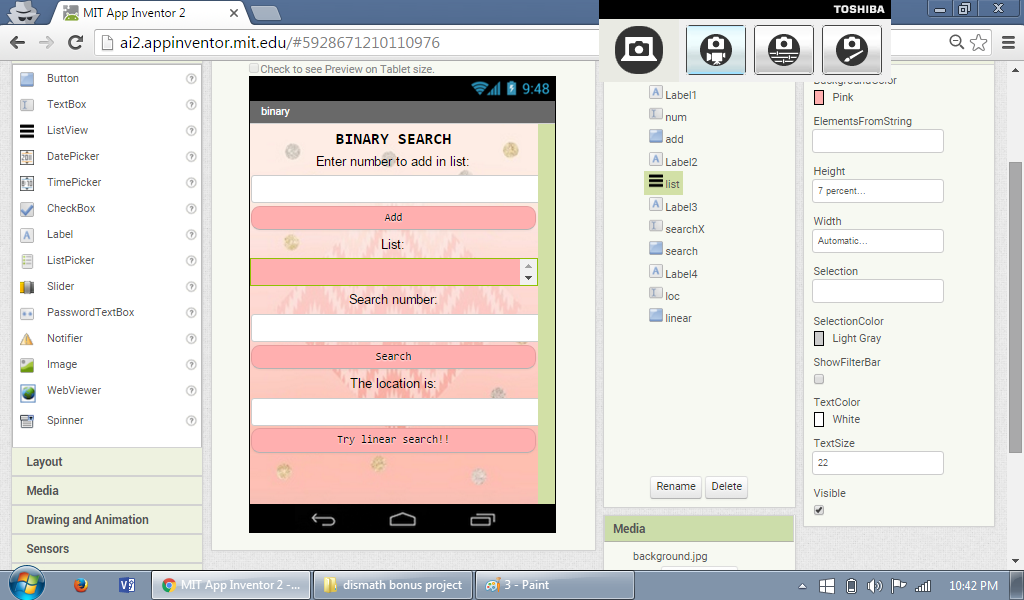 TOSHIBA
MIT App Inventor 2
ai2.appinventor.mit.edu/#5928671210110976
Button
TextBox
ListView
DatePicker
TimePicker
CheckBox
Label
ListPicker
Slider
PasswordTextBox
Notifier
Image
WebViewer
Spinner
Layout
Media
Drawing and Animation
Sensors
Check to see Preview on Tablet size.
9:48
binary
BINARY SEARCH
Enter number to add in list:
Add
List:
Search number:
Search
The location is:
Try linear search!!
Label1
num
add
Label2
list
Label3
searchX
search
Label4
loc
linear
Rename
Delete
Media
background.jpg
BackgroundColor
Pink
ElementsFromString
Height
7 percent...
Width
Automatic...
Selection
SelectionColor
Light Gray
ShowFilterBar
TextColor
White
TextSize
22
Visible
MIT App Inventor 2 -...
dismath bonus project
3 - Paint
10:42 PM